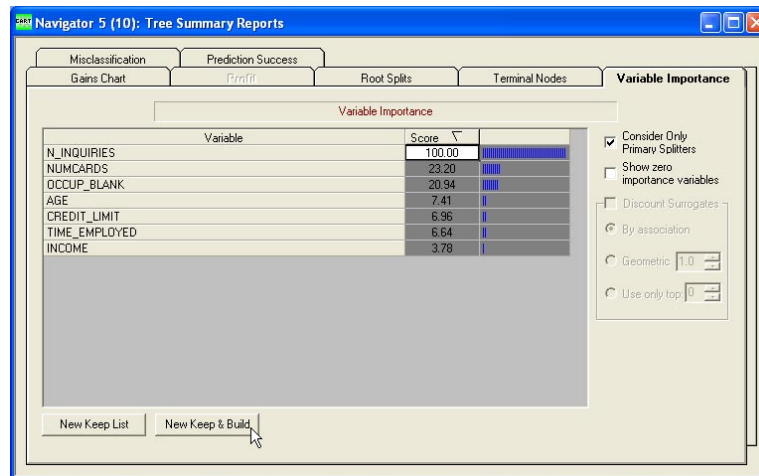 CART Navigator 5 (10): Tree Summary Reports
Misclassification Prediction Success
Gains Chart Profit Root Splits Terminal Nodes Variable Importance
Variable Importance
Variable Score
N_INQUIRIES 100.00
NUMCARDS 23.20
OCCUP_BLANK 20.94
AGE 7.41
CREDIT_LIMIT 6.96
TIME_EMPLOYED 6.64
INCOME 3.78
Consider Only
Primary Splitters
Show zero
importance variables
Discount Surrogates
By association
Geometric 1.0
Use only top: 0
New Keep List New Keep & Build